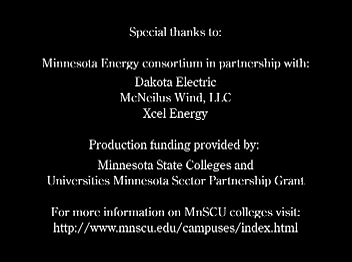 Special thanks to:
Minnesota Energy consortium in partnership with:
Dakota Electric
McNeilus Wind, LLC
Xcel Energy
Production funding provided by:
Minnesota State Colleges and
Universities Minnesota Sector Partnership Grant
For more information on MnSCU colleges visit:
http://www.mnscu.edu/campuses/index.html